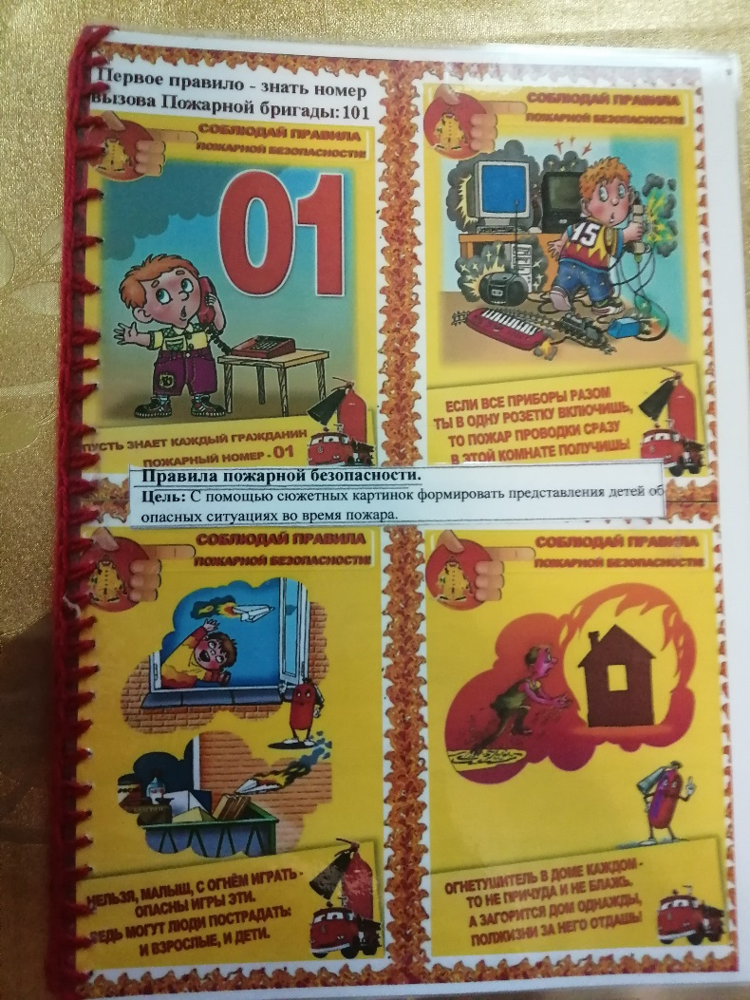 Первое правило - знать номер
вызова Пожарной бригады: 101
СОБЛЮДАЙ ПРАВИЛА
ПОЖАРНОЙ БЕЗОПАСНОСТИ!
01
ПУСТЬ ЗНАЕТ КАЖДЫЙ ГРАЖДАНИН
ПОЖАРНЫЙ НОМЕР - 01
СОБЛЮДАЙ ПРАВИЛА
ПОЖАРНОЙ БЕЗОПАСНОСТИ!
15
ЕСЛИ ВСЕ ПРИБОРЫ РАЗОМ
ТЫ В ОДНУ РОЗЕТКУ ВКЛЮЧИШЬ,
ТО ПОЖАР ПРОВОДКИ СРАЗУ
В ЭТОЙ КОМНАТЕ ПОЛУЧИШЬ!
Правила пожарной безопасности.
Цель: С помощью сюжетных картинок формировать представления детей об
опасных ситуациях во время пожара.
СОБЛЮДАЙ ПРАВИЛА
ПОЖАРНОЙ БЕЗОПАСНОСТИ!
НЕЛЬЗЯ, МАЛЫШ, С ОГНЁМ ИГРАТЬ -
ОПАСНЫ ИГРЫ ЭТИ.
ВЕДЬ МОГУТ ЛЮДИ ПОСТРАДАТЬ:
И ВЗРОСЛЫЕ, И ДЕТИ.
СОБЛЮДАЙ ПРАВИЛА
ПОЖАРНОЙ БЕЗОПАСНОСТИ!
ОГНЕТУШИТЕЛЬ В ДОМЕ КАЖДОМ -
ТО НЕ ПРИЧУДА И НЕ БЛАЖЬ.
А ЗАГОРИТСЯ ДОМ ОДНАЖДЫ,
ПОЛЖИЗНИ ЗА НЕГО ОТДАШЬ!